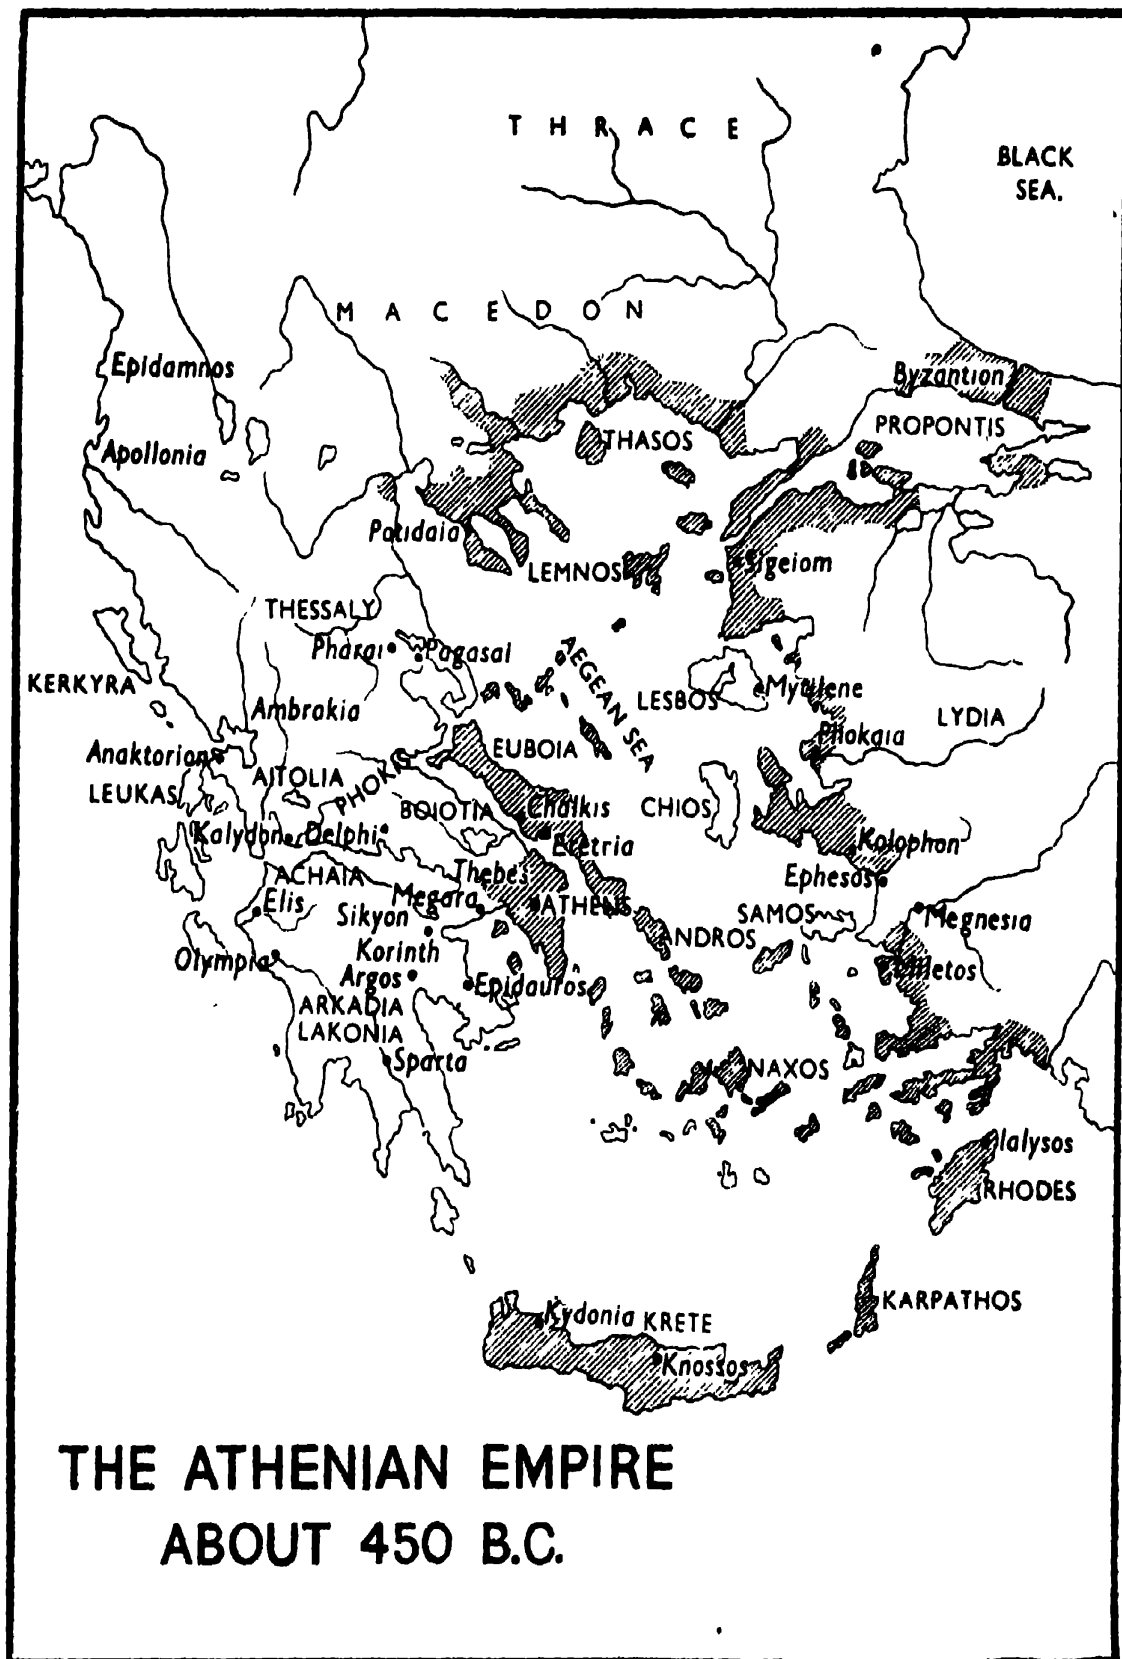 THRACE
BLACK
SEA.
MACEDON
Epidamnos
Byzantion
PROPONTIS
THASOS
Apollonia
Potidaia
LEMNOS
Sigeiom
THESSALY
Pharai
Pagasal
AEGEAN SEA
KERKYRA
LESBOS
Mytilene
Ambrakia
LYDIA
Phokaia
Anaktorion
EUBOIA
AITOLIA
LEUKAS
PHOKIS
BOIOTIA
Chalkis
CHIOS
Kalydon
Delphi
Eretria
Kolophon
ACHAIA
Thebes
Ephesos
Elis
Megara
ATHENS
SAMOS
Megnesia
Sikyon
ANDROS
Korinth
Olympia
Argos
Epidauros
Miletos
ARKADIA
LAKONIA
Sparta
NAXOS
Ialysos
RHODES
KARPATHOS
Kydonia
KRETE
Knossos
THE ATHENIAN EMPIRE
ABOUT 450 B.C.